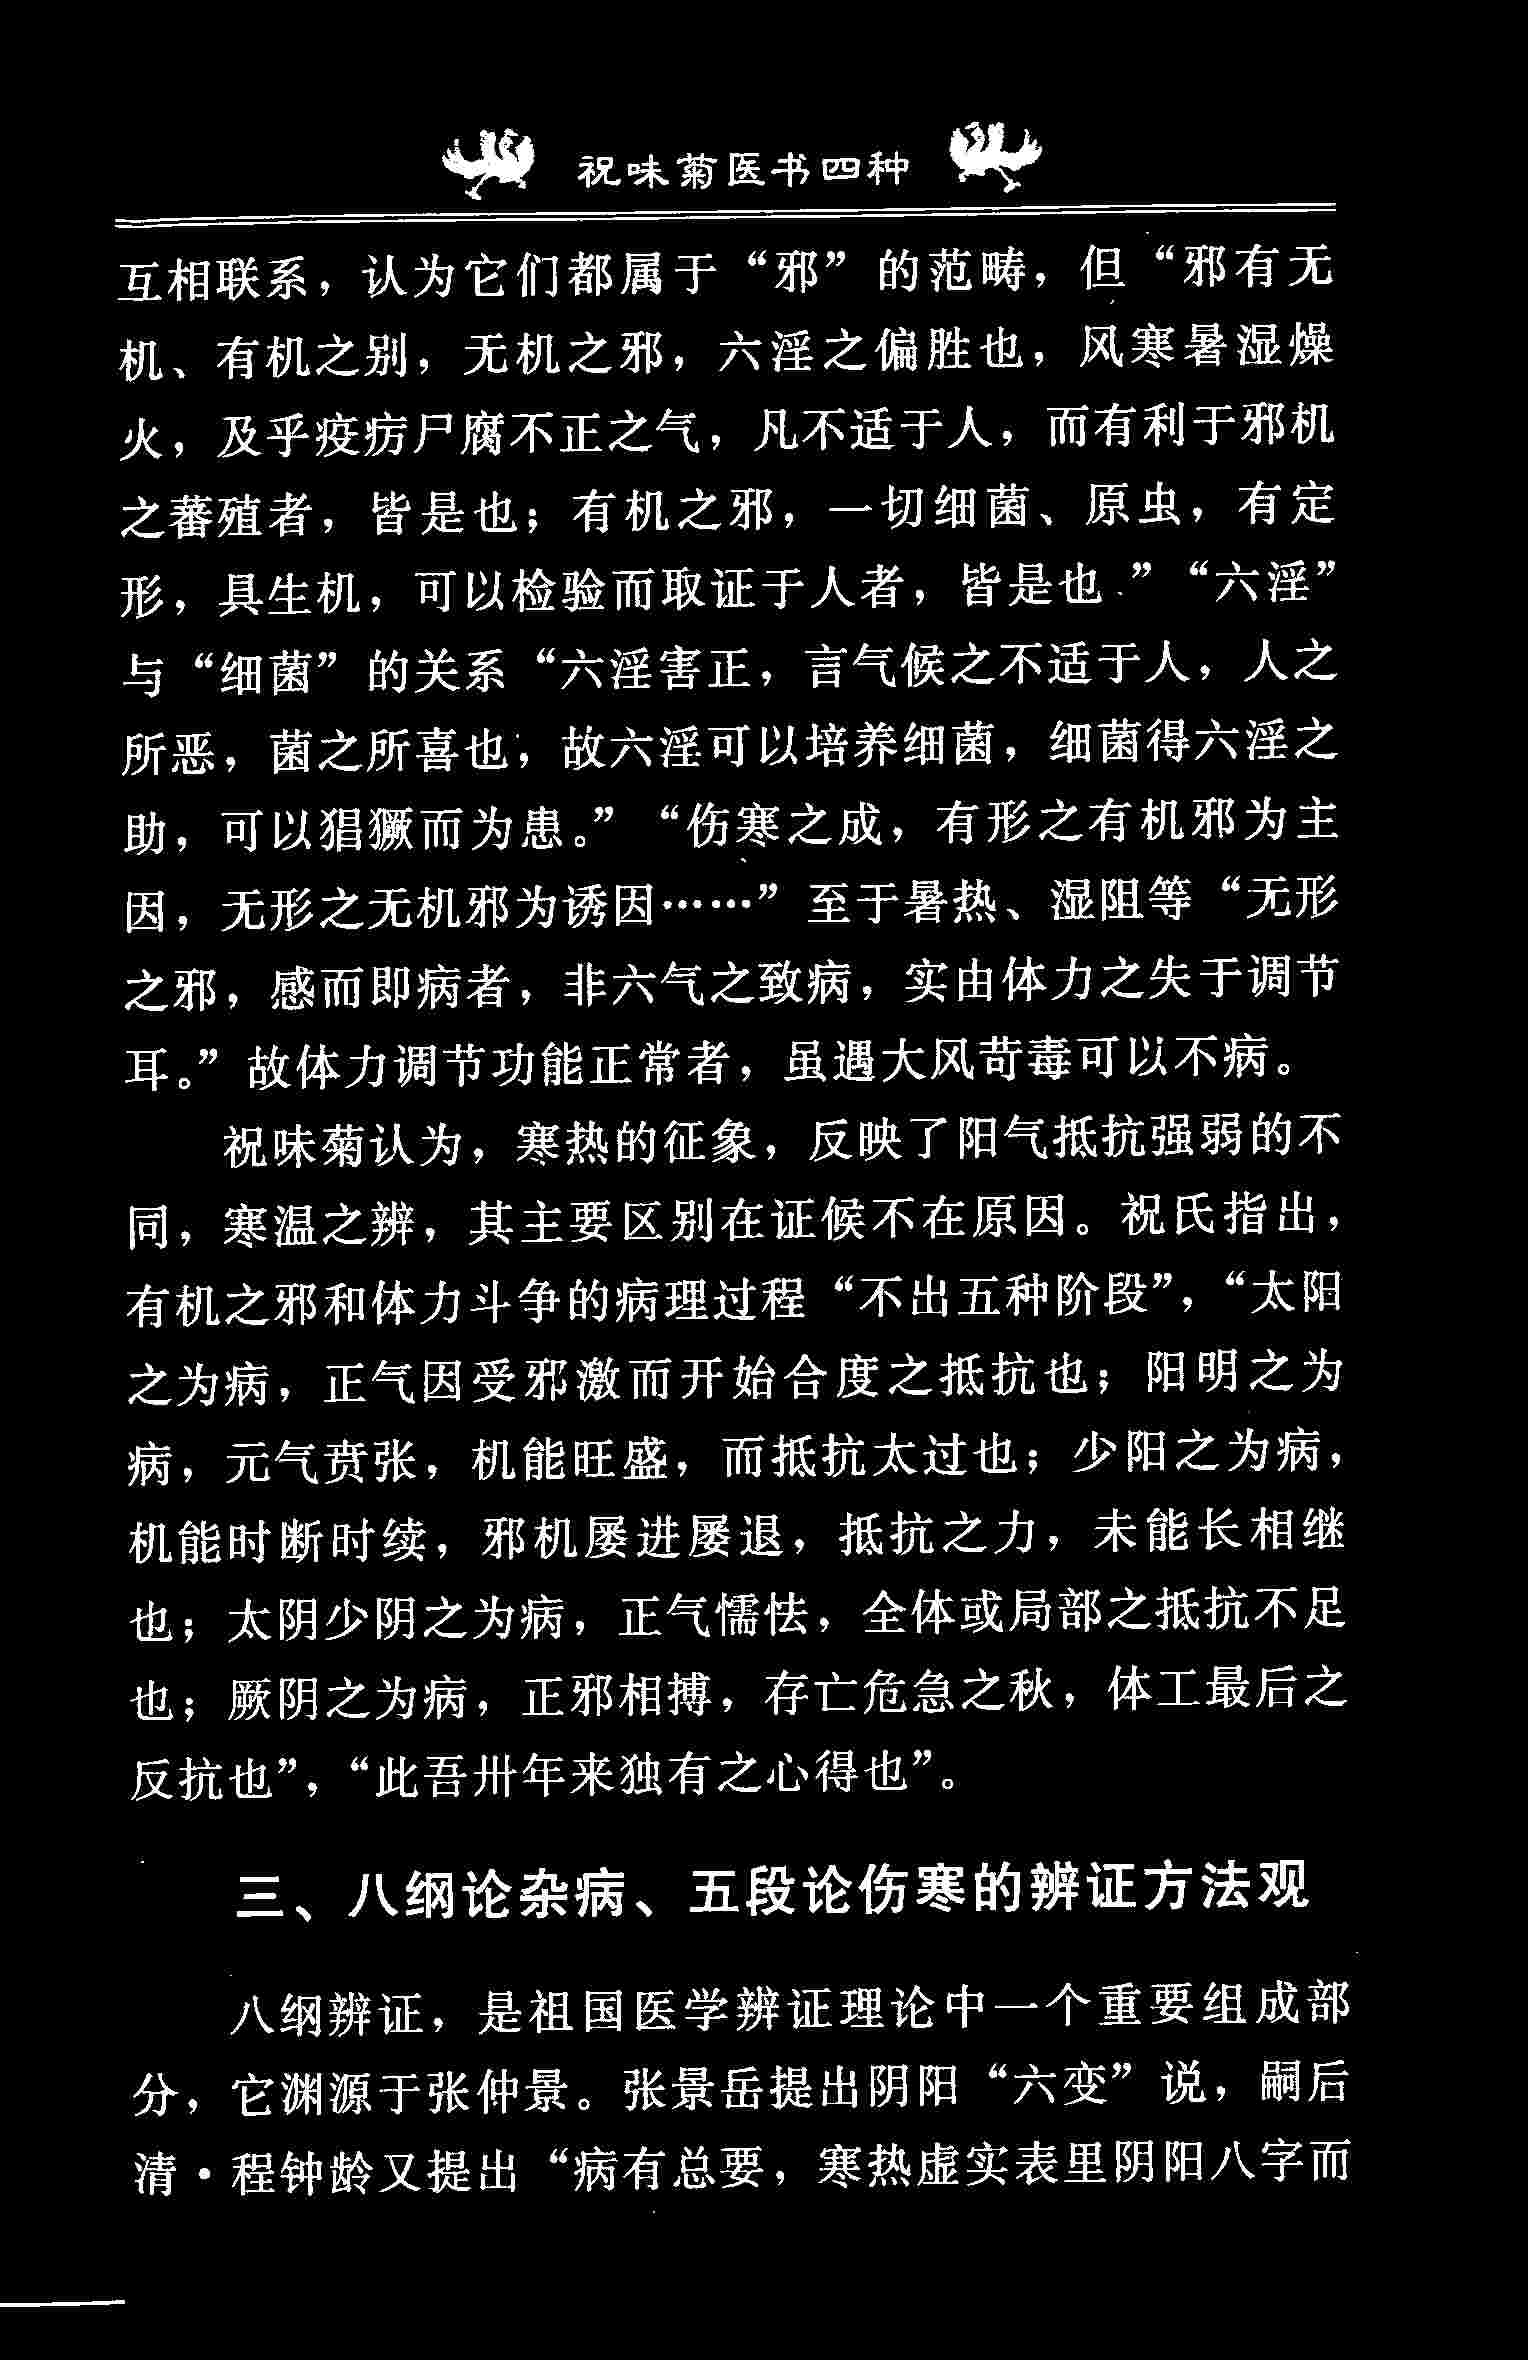 祝味菊医书四种
互相联系，认为它们都属于“邪”的范畴，但“邪有无
机、有机之别，无机之邪，六淫之偏胜也，风寒暑湿燥
火，及乎疫疠尸腐不正之气，凡不适于人，而有利于邪机
之蕃殖者，皆是也；有机之邪，一切细菌、原虫，有定
形，具生机，可以检验而取证于人者，皆是也.”“六淫”
与“细菌”的关系“六淫害正，言气候之不适于人，人之
所恶，菌之所喜也，故六淫可以培养细菌，细菌得六淫之
助，可以猖獗而为患。”“伤寒之成，有形之有机邪为主
因，无形之无机邪为诱因……”至于暑热、湿阻等“无形
之邪，感而即病者，非六气之致病，实由体力之失于调节
耳。”故体力调节功能正常者，虽遇大风苛毒可以不病。
祝味菊认为，寒热的征象，反映了阳气抵抗强弱的不
同，寒温之辨，其主要区别在证候不在原因。祝氏指出，
有机之邪和体力斗争的病理过程“不出五种阶段”，“太阳
之为病，正气因受邪激而开始合度之抵抗也；阳明之为
病，元气贲张，机能旺盛，而抵抗太过也；少阳之为病，
机能时断时续，邪机屡进屡退，抵抗之力，未能长相继
也；太阴少阴之为病，正气懦怯，全体或局部之抵抗不足
也；厥阴之为病，正邪相搏，存亡危急之秋，体工最后之
反抗也”，“此吾卅年来独有之心得也”。
三、八纲论杂病、五段论伤寒的辨证方法观
八纲辨证，是祖国医学辨证理论中一个重要组成部
分，它渊源于张仲景。张景岳提出阴阳“六变”说，嗣后
清·程钟龄又提出“病有总要，寒热虚实表里阴阳八字而